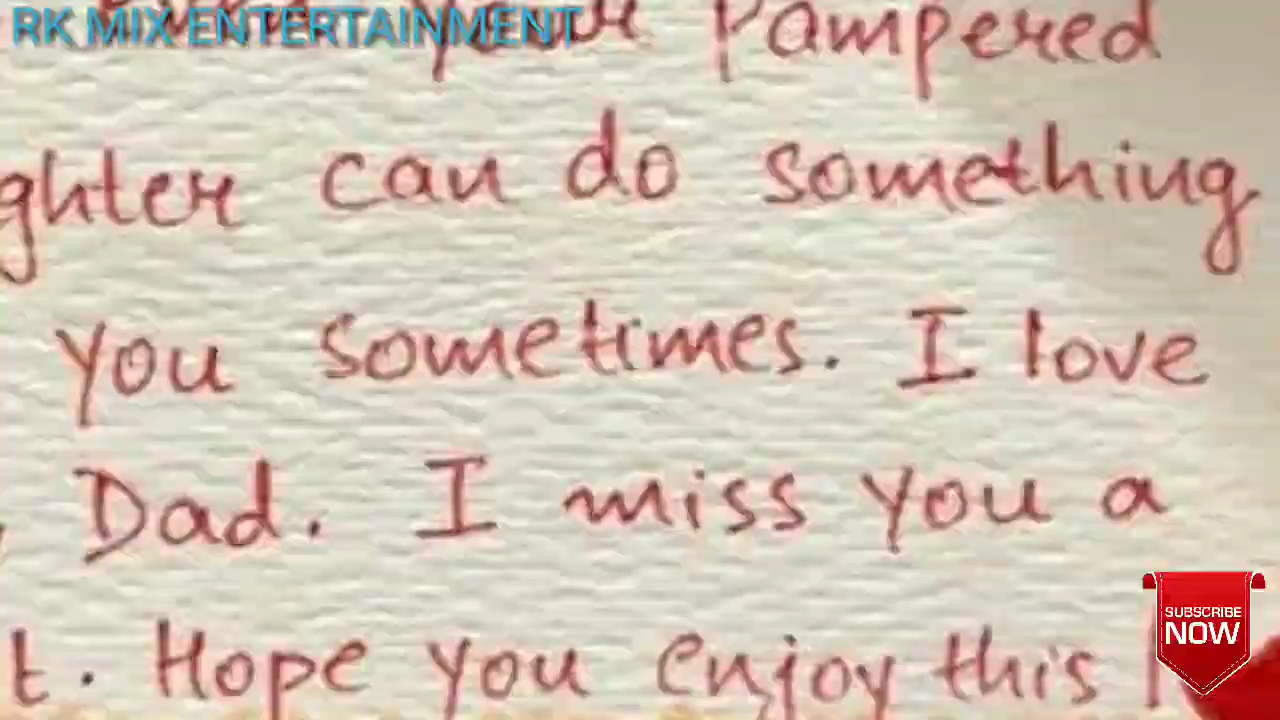 RK MIX ENTERTAINMENT
your Pampered
ghter can do something
you sometimes. I love
Dad. I miss you a
t. Hope you enjoy this
SUBSCRIBE
NOW